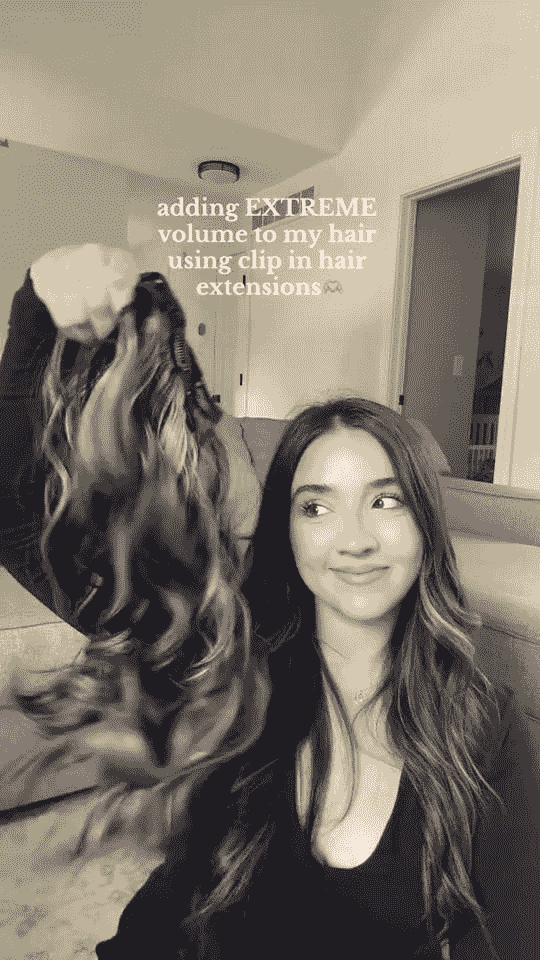 adding EXTREME
volume to my hair
using clip in hair
extensions🫶